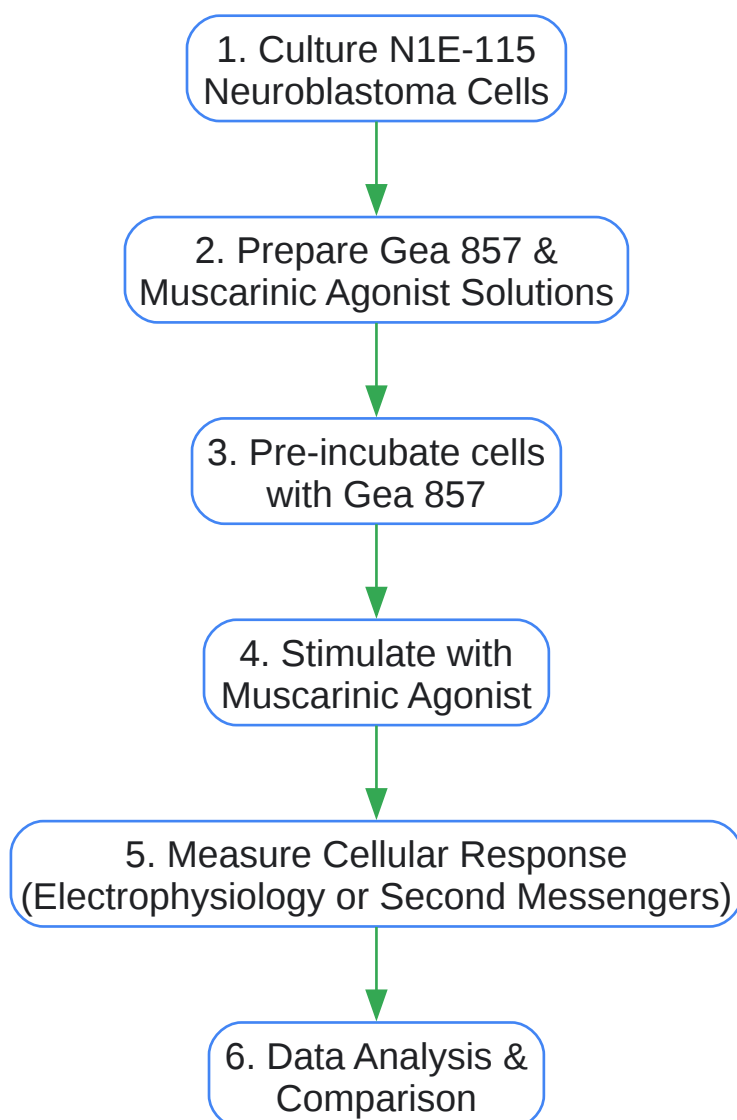 1. Culture N1E-115
Neuroblastoma Cells
2. Prepare Gea 857 &
Muscarinic Agonist Solutions
3. Pre-incubate cells
with Gea 857
4. Stimulate with
Muscarinic Agonist
5. Measure Cellular Response
(Electrophysiology or Second Messengers)
6. Data Analysis &
Comparison